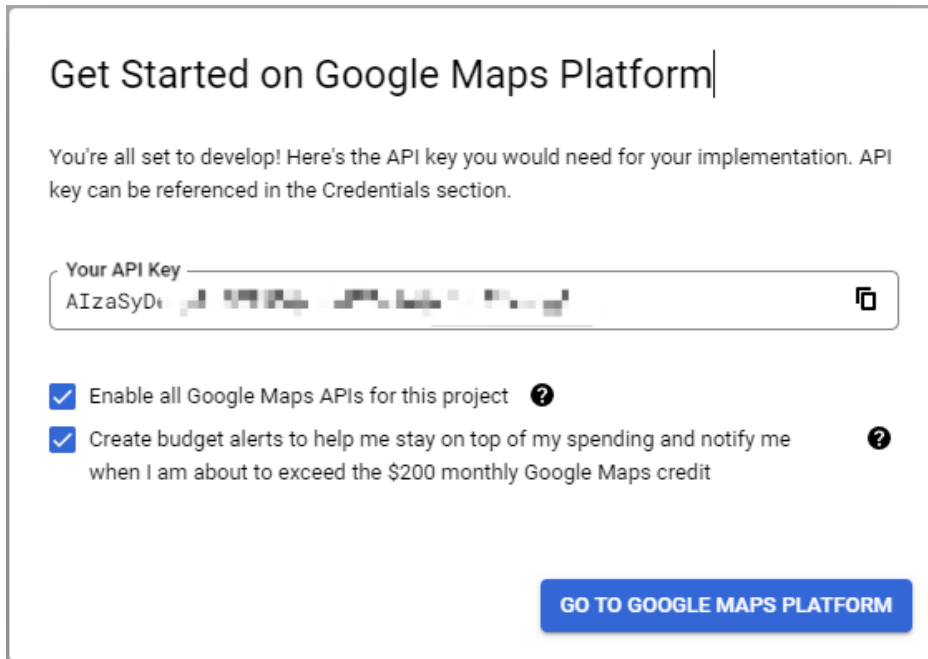 Get Started on Google Maps Platform
You're all set to develop! Here's the API key you would need for your implementation. API
key can be referenced in the Credentials section.
Your API Key
Enable all Google Maps APIs for this project
Create budget alerts to help me stay on top of my spending and notify me
when I am about to exceed the $200 monthly Google Maps credit
GO TO GOOGLE MAPS PLATFORM